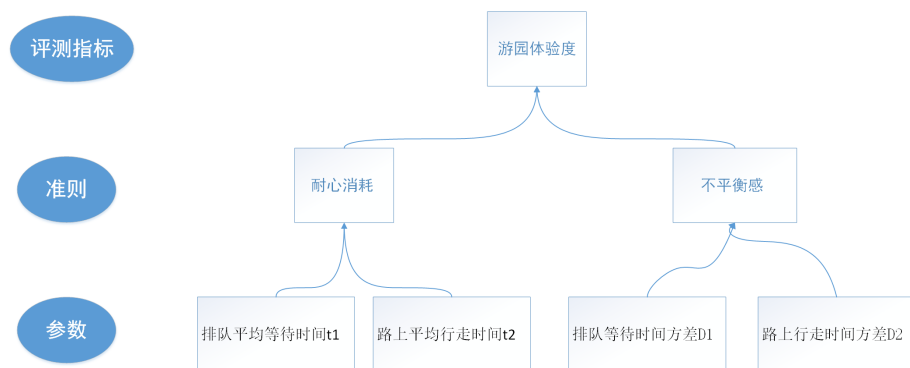 评测指标
游园体验度
准则
耐心消耗
不平衡感
参数
排队平均等待时间t1
路上平均行走时间t2
排队等待时间方差D1
路上行走时间方差D2